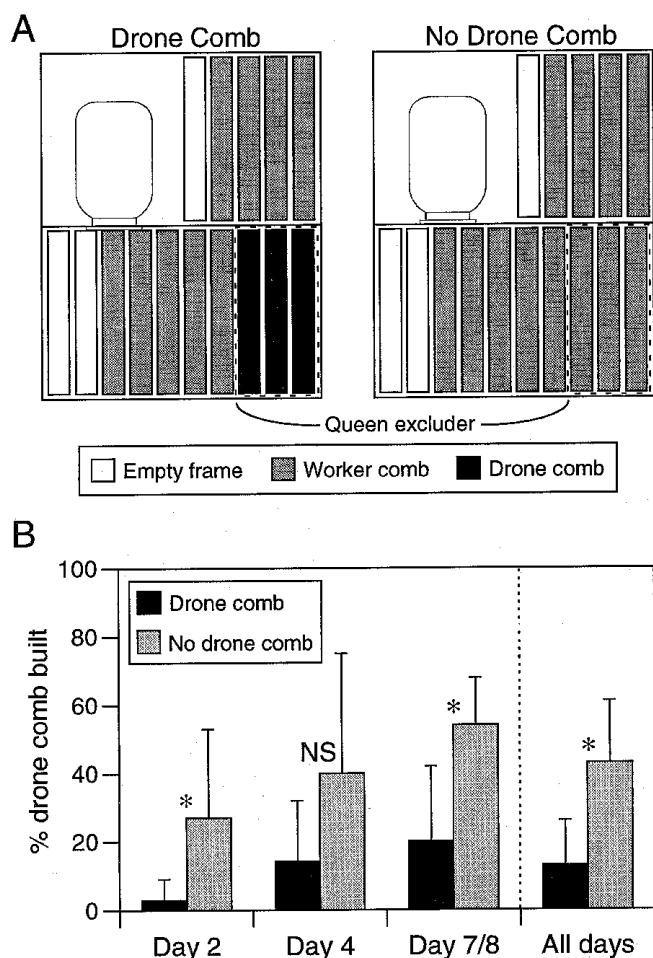 A
Drone Comb No Drone Comb
Queen excluder
Empty frame Worker comb Drone comb
B
100
80
60
40
20
0
% drone comb built
Drone comb
No drone comb
* NS * *
Day 2 Day 4 Day 7/8 All days